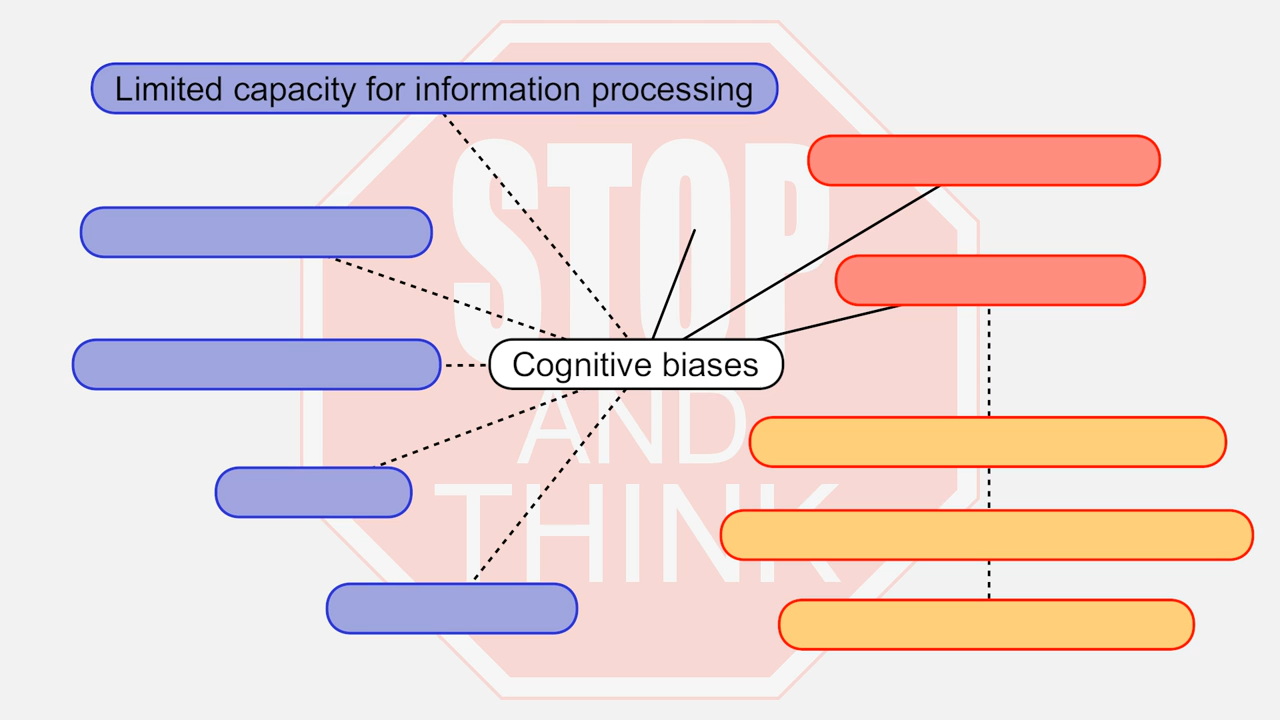 Limited capacity for information processing
STOP
Cognitive biases
AND
THINK